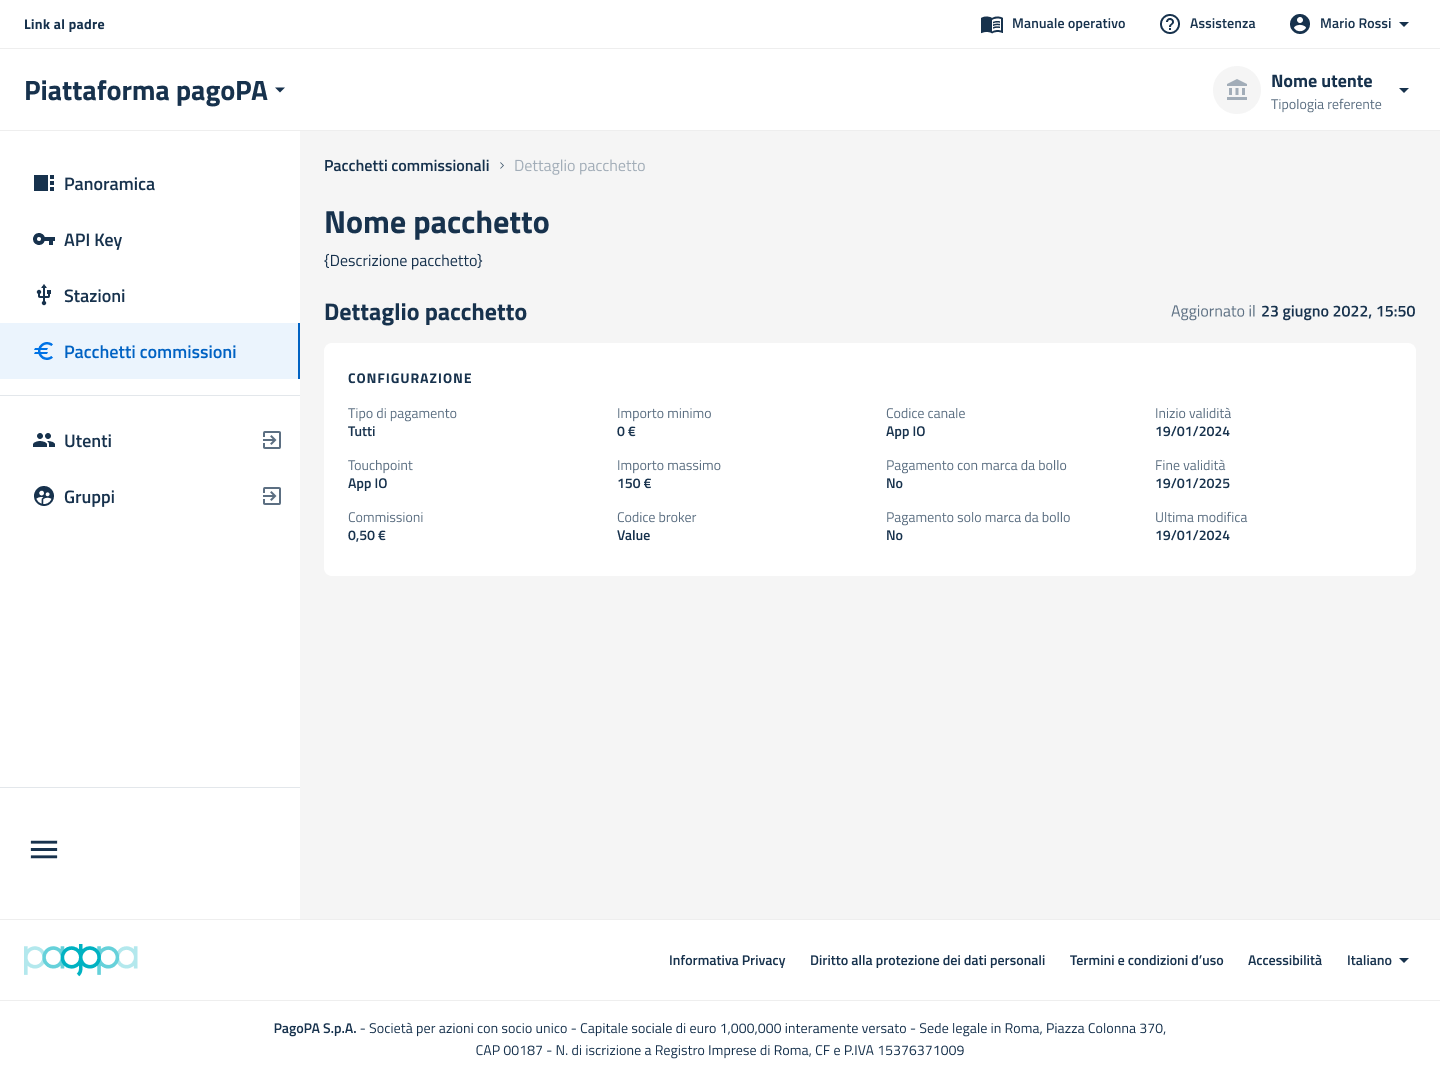 Link al padre
Manuale operativo
Assistenza
Mario Rossi
Piattaforma pagoPA
Nome utente
Tipologia referente
Panoramica
API Key
Stazioni
Pacchetti commissioni
Utenti
Gruppi
Pacchetti commissionali › Dettaglio pacchetto
Nome pacchetto
{Descrizione pacchetto}
Dettaglio pacchetto
Aggiornato il 23 giugno 2022, 15:50
CONFIGURAZIONE
Tipo di pagamento
Tutti
Touchpoint
App IO
Commissioni
0,50 €
Importo minimo
0 €
Importo massimo
150 €
Codice broker
Value
Codice canale
App IO
Pagamento con marca da bollo
No
Pagamento solo marca da bollo
No
Inizio validità
19/01/2024
Fine validità
19/01/2025
Ultima modifica
19/01/2024
pagopa
Informativa Privacy
Diritto alla protezione dei dati personali
Termini e condizioni d’uso
Accessibilità
Italiano
PagoPA S.p.A. - Società per azioni con socio unico - Capitale sociale di euro 1,000,000 interamente versato - Sede legale in Roma, Piazza Colonna 370,
CAP 00187 - N. di iscrizione a Registro Imprese di Roma, CF e P.IVA 15376371009